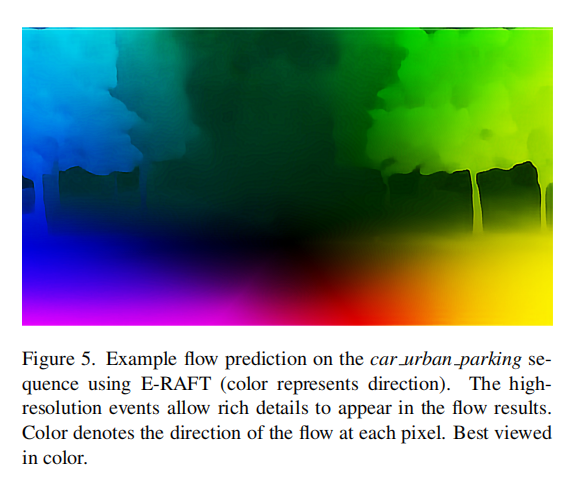 Figure 5. Example flow prediction on the car_urban_parking se-
quence using E-RAFT (color represents direction). The high-
resolution events allow rich details to appear in the flow results.
Color denotes the direction of the flow at each pixel. Best viewed
in color.